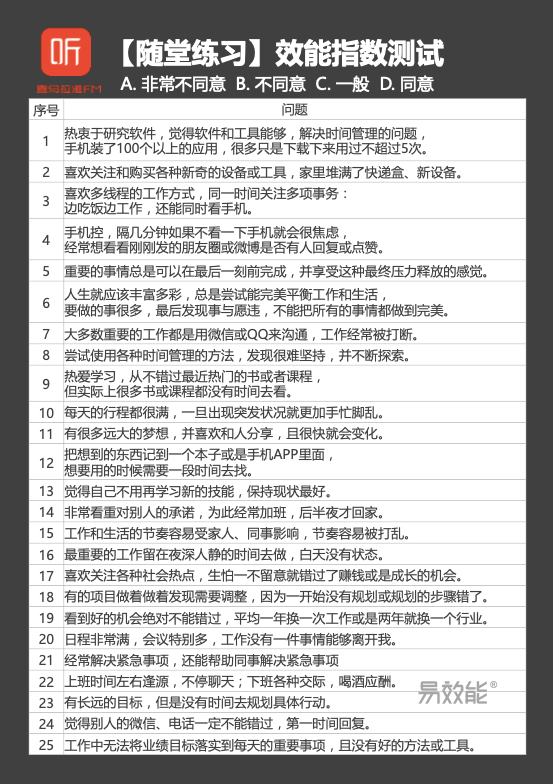 听
喜马拉雅FM
【随堂练习】效能指数测试
A. 非常不同意 B. 不同意 C. 一般 D. 同意
序号 问题
1 热衷于研究软件，觉得软件和工具能够，解决时间管理的问题，
手机装了100个以上的应用，很多只是下载下来用过不超过5次。
2 喜欢关注和购买各种新奇的设备或工具，家里堆满了快递盒、新设备。
3 喜欢多线程的工作方式，同一时间关注多项事务：
边吃饭边工作，还能同时看手机。
4 手机控，隔几分钟如果不看一下手机就会很焦虑，
经常想看看刚刚发的朋友圈或微博是否有人回复或点赞。
5 重要的事情总是可以在最后一刻前完成，并享受这种最终压力释放的感觉。
6 人生就应该丰富多彩，总是尝试能完美平衡工作和生活，
要做的事很多，最后发现事与愿违，不能把所有的事情都做到完美。
7 大多数重要的工作都是用微信或QQ来沟通，工作经常被打断。
8 尝试使用各种时间管理的方法，发现很难坚持，并不断探索。
9 热爱学习，从不错过最近热门的书或者课程，
但实际上很多书或课程都没有时间去看。
10 每天的行程都很满，一旦出现突发状况就更加手忙脚乱。
11 有很多远大的梦想，并喜欢和人分享，且很快就会变化。
12 把想到的东西记到一个本子或是手机APP里面，
想要用的时候需要一段时间去找。
13 觉得自己不用再学习新的技能，保持现状最好。
14 非常看重对别人的承诺，为此经常加班，后半夜才回家。
15 工作和生活的节奏容易受家人、同事影响，节奏容易被打乱。
16 最重要的工作留在夜深人静的时间去做，白天没有状态。
17 喜欢关注各种社会热点，生怕一不留意就错过了赚钱或是成长的机会。
18 有的项目做着做着发现需要调整，因为一开始没有规划或规划的步骤错了。
19 看到好的机会绝对不能错过，平均一年换一次工作或是两年就换一个行业。
20 日程非常满，会议特别多，工作没有一件事情能够离开我。
21 经常解决紧急事项，还能帮助同事解决紧急事项
22 上班时间左右逢源，不停聊天；下班各种交际，喝酒应酬。
易效能®
23 有长远的目标，但是没有时间去规划具体行动。
24 觉得别人的微信、电话一定不能错过，第一时间回复。
25 工作中无法将业绩目标落实到每天的重要事项，且没有好的方法或工具。